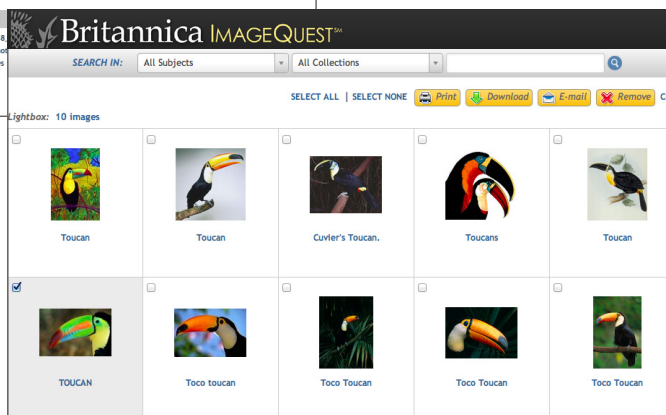 Britannica IMAGEQUEST SM
SEARCH IN: All Subjects All Collections
SELECT ALL | SELECT NONE Print Download E-mail Remove
Lightbox: 10 images
Toucan Toucan Cuvier's Toucan. Toucans Toucan
TOUCAN Toco toucan Toco Toucan Toco Toucan Toco Toucan